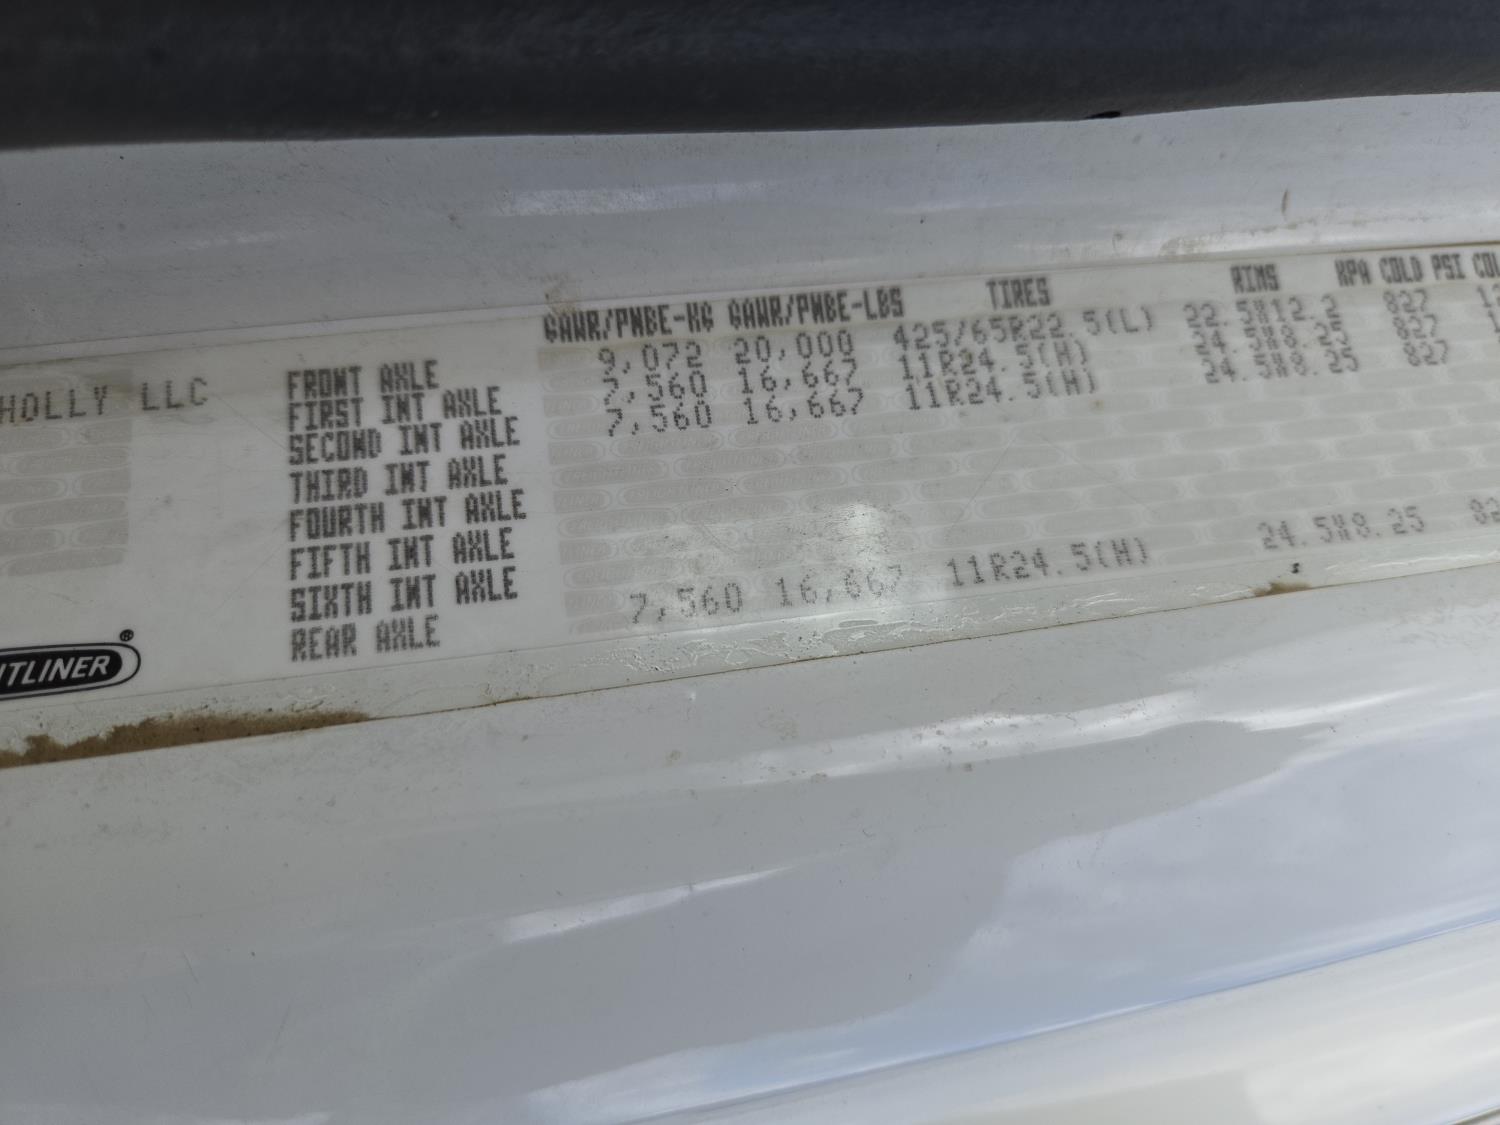 GAWR/PNBE-KG GAWR/PNBE-LBS TIRES RIMS KPA COLD PSI
HOLLY LLC
FRONT AXLE 9,072 20,000 425/65R22.5(L) 22.5X12.2 827
FIRST INT AXLE 7,560 16,667 11R24.5(H) 24.5X8.25 827
SECOND INT AXLE 7,560 16,667 11R24.5(H) 24.5X8.25 827
THIRD INT AXLE
FOURTH INT AXLE
FIFTH INT AXLE
SIXTH INT AXLE
REAR AXLE 7,560 16,667 11R24.5(H) 24.5X8.25
TLINER®